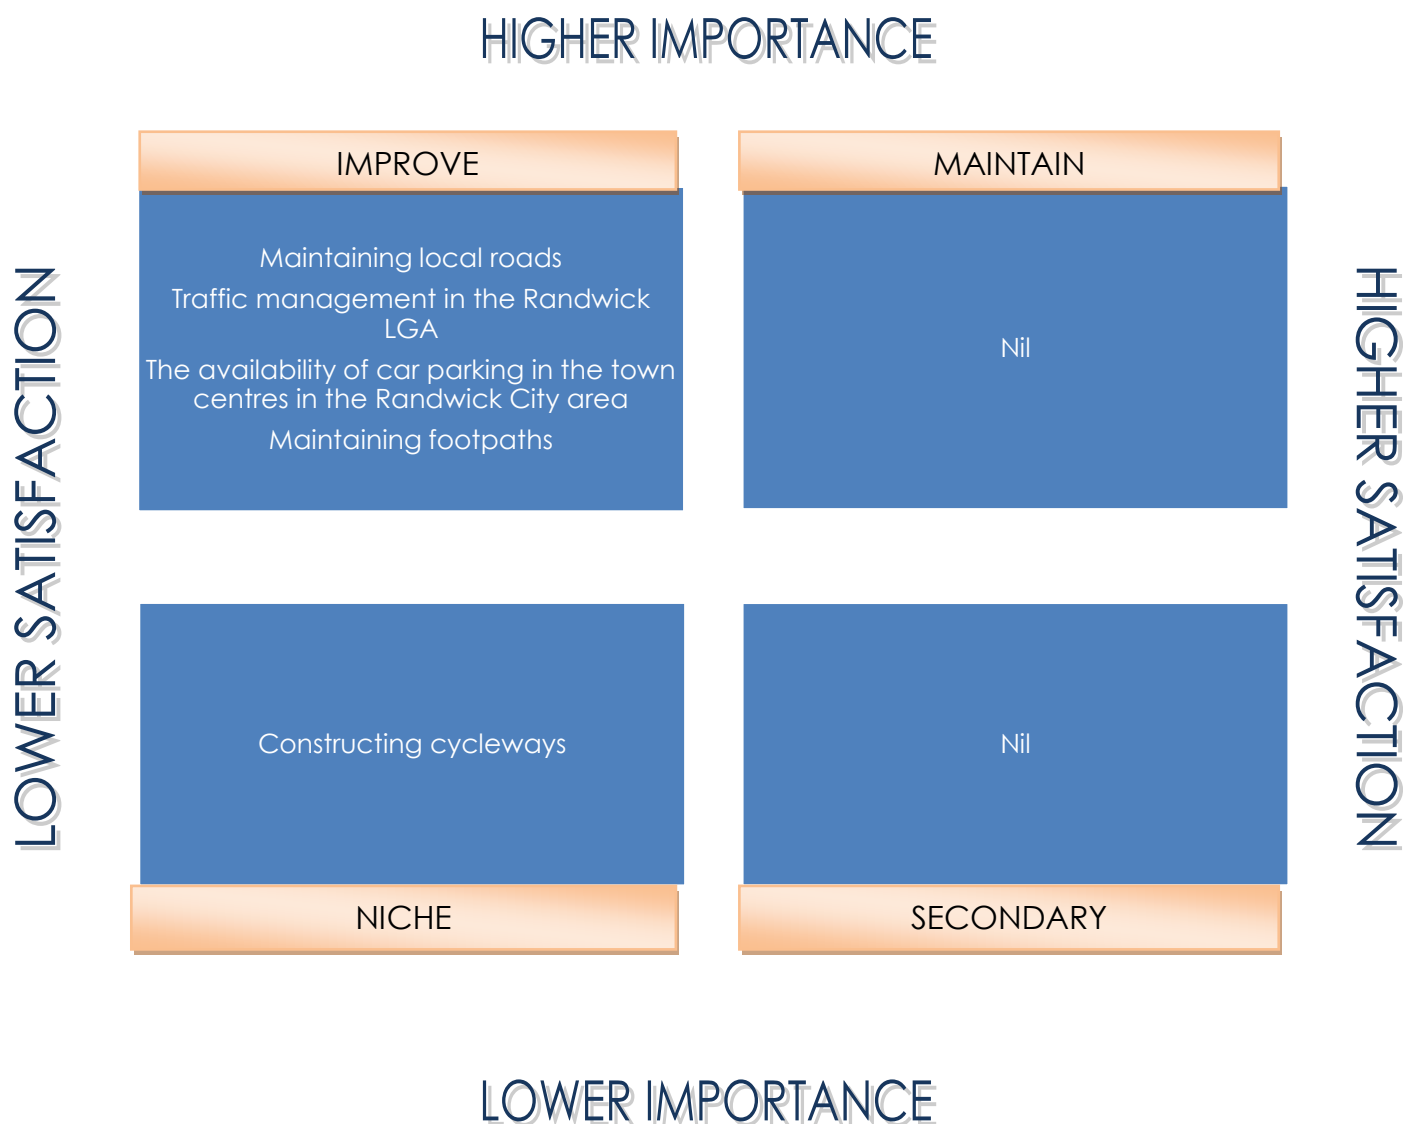 HIGHER IMPORTANCE
IMPROVE
MAINTAIN
Maintaining local roads
Traffic management in the Randwick
LGA
The availability of car parking in the town
centres in the Randwick City area
Maintaining footpaths
Nil
LOWER SATISFACTION
HIGHER SATISFACTION
Constructing cycleways
Nil
NICHE
SECONDARY
LOWER IMPORTANCE